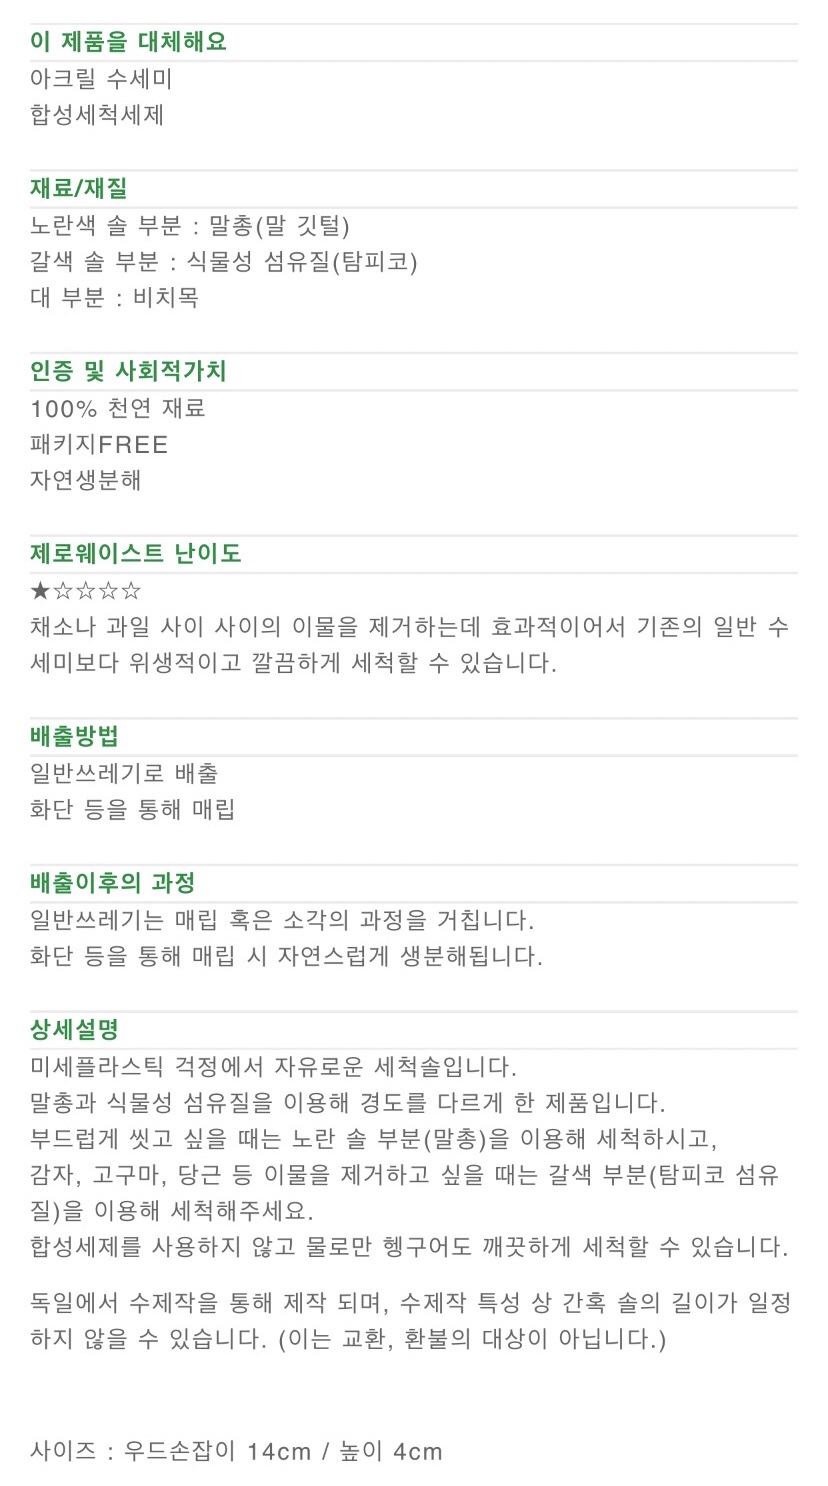 이 제품을 대체해요
아크릴 수세미
합성세척세제
재료/재질
노란색 솔 부분 : 말총(말 깃털)
갈색 솔 부분 : 식물성 섬유질(탐피코)
대 부분 : 비치목
인증 및 사회적가치
100% 천연 재료
패키지FREE
자연생분해
제로웨이스트 난이도
★☆☆☆☆
채소나 과일 사이 사이의 이물을 제거하는데 효과적이어서 기존의 일반 수
세미보다 위생적이고 깔끔하게 세척할 수 있습니다.
배출방법
일반쓰레기로 배출
화단 등을 통해 매립
배출이후의 과정
일반쓰레기는 매립 혹은 소각의 과정을 거칩니다.
화단 등을 통해 매립 시 자연스럽게 생분해됩니다.
상세설명
미세플라스틱 걱정에서 자유로운 세척솔입니다.
말총과 식물성 섬유질을 이용해 경도를 다르게 한 제품입니다.
부드럽게 씻고 싶을 때는 노란 솔 부분(말총)을 이용해 세척하시고,
감자, 고구마, 당근 등 이물을 제거하고 싶을 때는 갈색 부분(탐피코 섬유
질)을 이용해 세척해주세요.
합성세제를 사용하지 않고 물로만 헹구어도 깨끗하게 세척할 수 있습니다.
독일에서 수제작을 통해 제작 되며, 수제작 특성 상 간혹 솔의 길이가 일정
하지 않을 수 있습니다. (이는 교환, 환불의 대상이 아닙니다.)
사이즈 : 우드손잡이 14cm / 높이 4cm